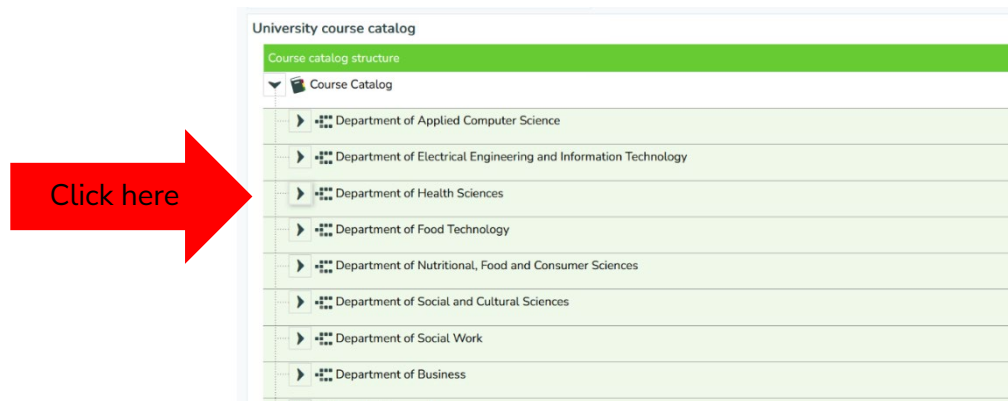 University course catalog
Course catalog structure
Course Catalog
Department of Applied Computer Science
Department of Electrical Engineering and Information Technology
Click here
Department of Health Sciences
Department of Food Technology
Department of Nutritional, Food and Consumer Sciences
Department of Social and Cultural Sciences
Department of Social Work
Department of Business